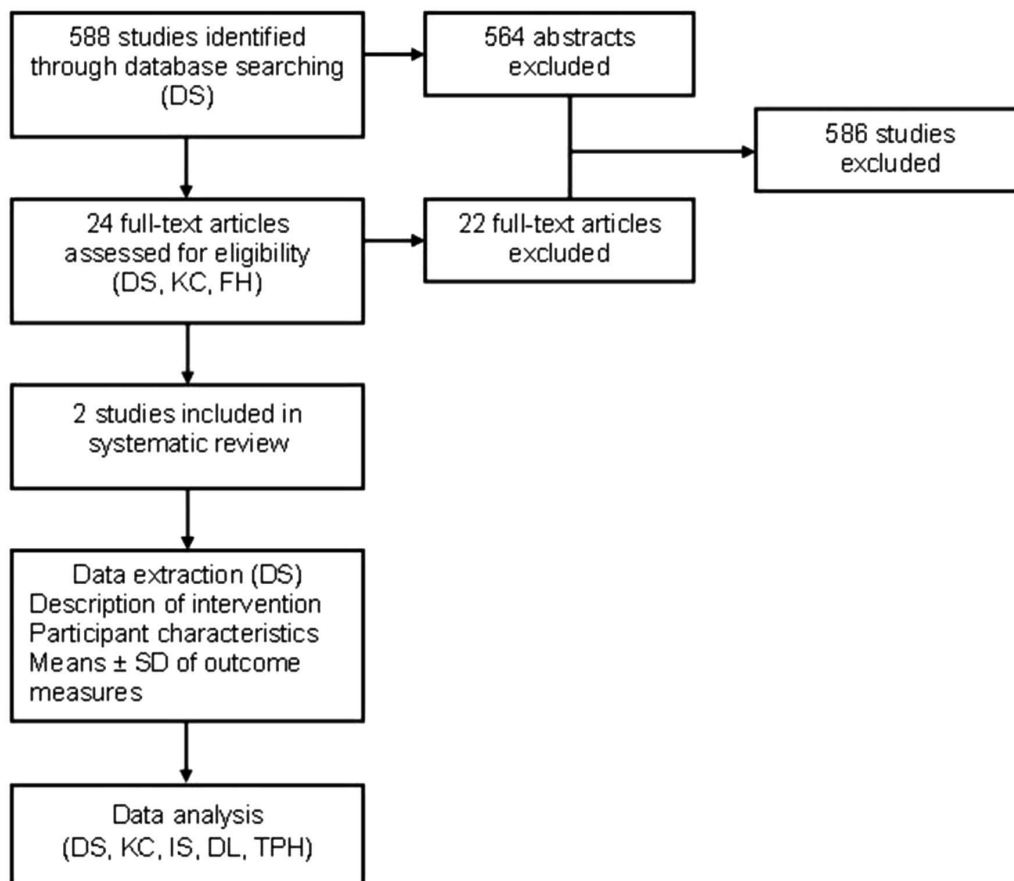 588 studies identified
through database searching
(DS)
564 abstracts
excluded
586 studies
excluded
24 full-text articles
assessed for eligibility
(DS, KC, FH)
22 full-text articles
excluded
2 studies included in
systematic review
Data extraction (DS)
Description of intervention
Participant characteristics
Means ± SD of outcome
measures
Data analysis
(DS, KC, IS, DL, TPH)